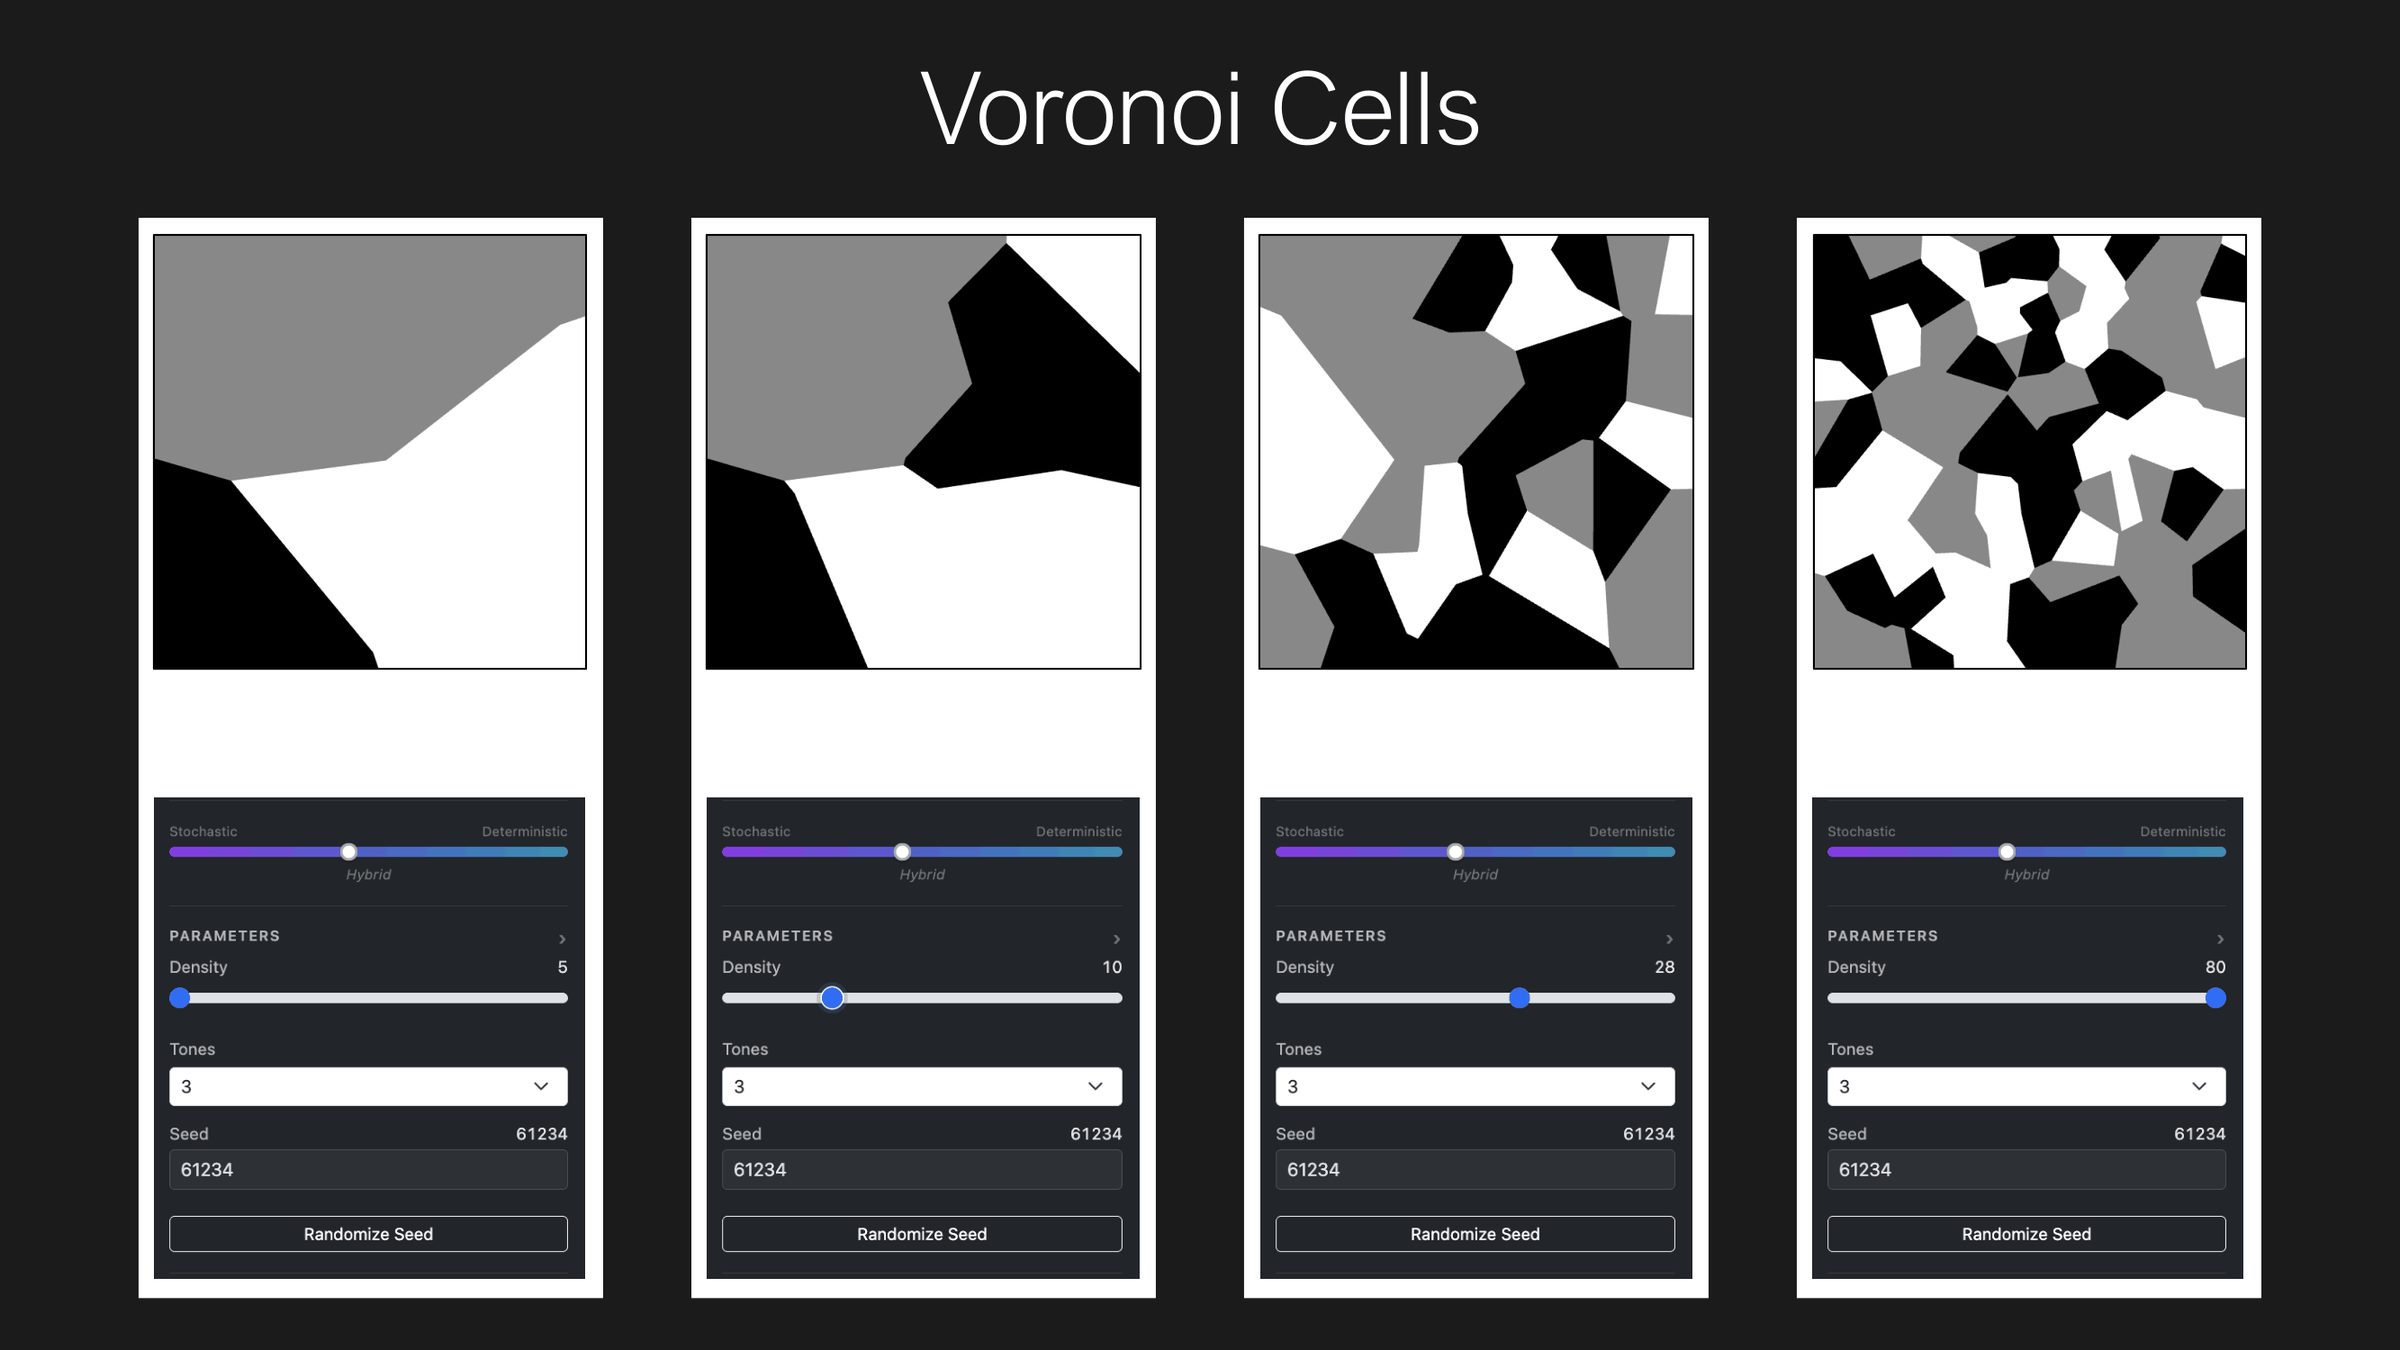 Voronoi Cells
Stochastic Deterministic
Hybrid
PARAMETERS ›
Density 5
Tones
3
Seed 61234
61234
Randomize Seed
Stochastic Deterministic
Hybrid
PARAMETERS ›
Density 10
Tones
3
Seed 61234
61234
Randomize Seed
Stochastic Deterministic
Hybrid
PARAMETERS ›
Density 28
Tones
3
Seed 61234
61234
Randomize Seed
Stochastic Deterministic
Hybrid
PARAMETERS ›
Density 80
Tones
3
Seed 61234
61234
Randomize Seed